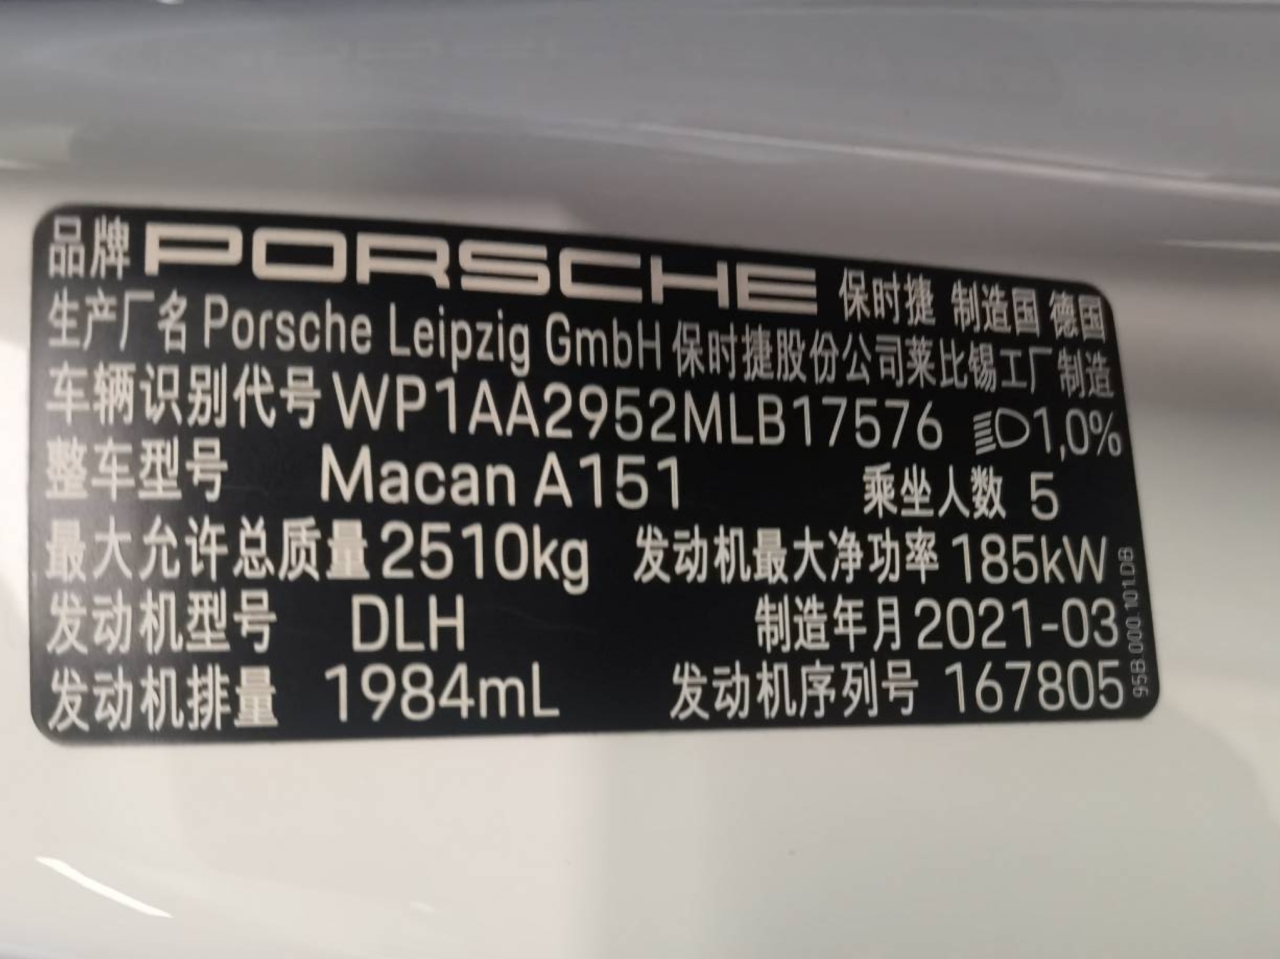 品牌 PORSCHE 保时捷 制造国 德国
生产厂名 Porsche Leipzig GmbH 保时捷股份公司莱比锡工厂制造
车辆识别代号 WP1AA2952MLB17576 1,0%
整车型号 Macan A151 乘坐人数 5
最大允许总质量 2510kg 发动机最大净功率 185kW
发动机型号 DLH 制造年月 2021-03
发动机排量 1984mL 发动机序列号 167805
95B.000.101.DB